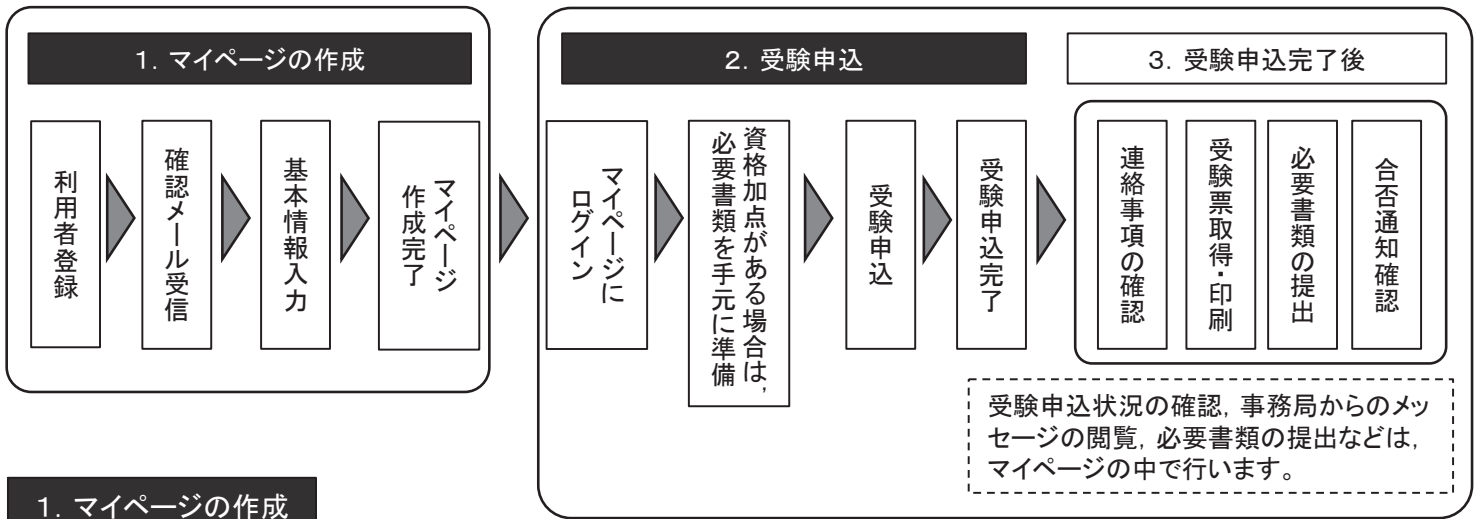 1．マイページの作成
利用者登録
確認メール受信
基本情報入力
マイページ
作成完了
2．受験申込
マイページに
ログイン
資格加点がある場合は，
必要書類を手元に準備
受験申込
受験申込完了
3．受験申込完了後
連絡事項の確認
受験票取得・印刷
必要書類の提出
合否通知確認
受験申込状況の確認，事務局からのメッ
セージの閲覧，必要書類の提出などは，
マイページの中で行います。
1．マイページの作成